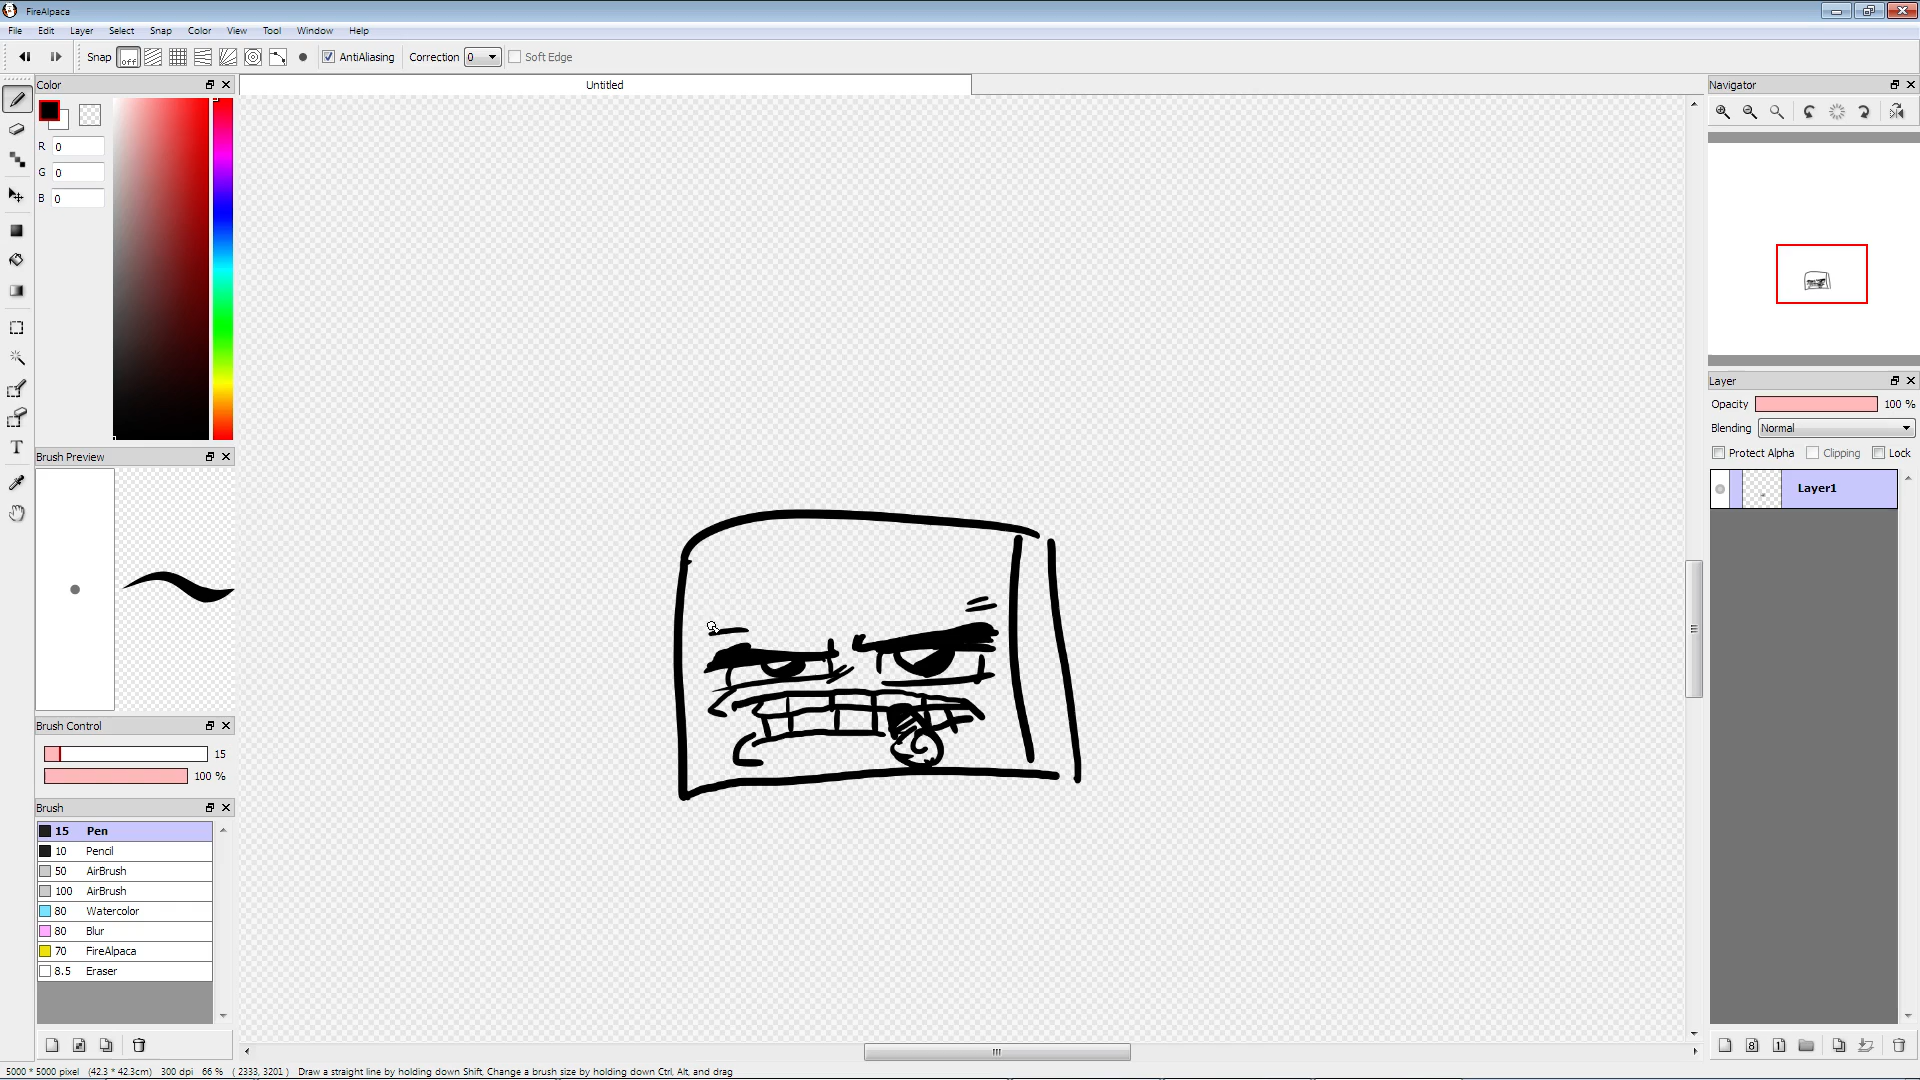 FireAlpaca
File Edit Layer Select Snap Color View Tool Window Help
Snap off AntiAliasing Correction 0 Soft Edge
Color
Untitled
Navigator
R 0
G 0
B 0
Layer
Opacity 100 %
Blending Normal
Protect Alpha Clipping Lock
Layer1
Brush Preview
Brush Control
15
100 %
Brush
15 Pen
10 Pencil
50 AirBrush
100 AirBrush
80 Watercolor
80 Blur
70 FireAlpaca
8.5 Eraser
8 1
5000 * 5000 pixel (42.3 * 42.3cm) 300 dpi 66 % ( 2333, 3201 ) Draw a straight line by holding down Shift, Change a brush size by holding down Ctrl, Alt, and drag